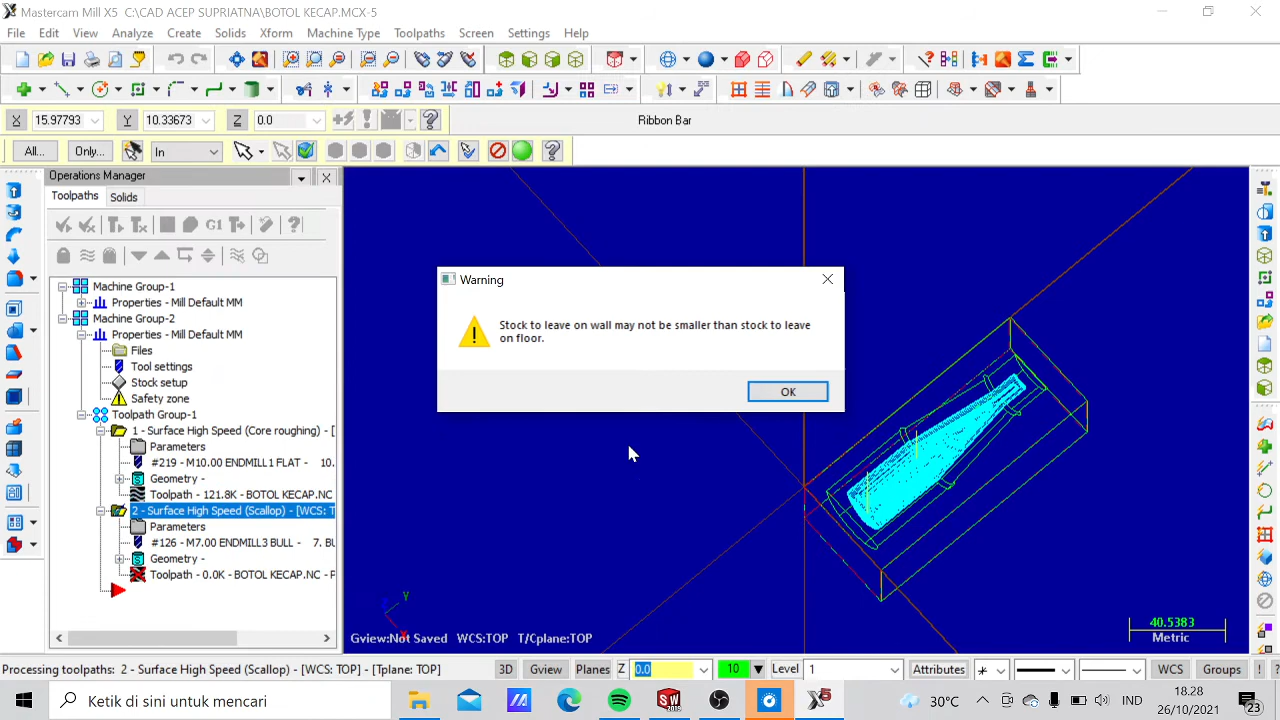 Mastercam Mill X5 C:\CAD ACEP SUPRIATNA\BOTOL KECAP.MCX-5
File Edit View Analyze Create Solids Xform Machine Type Toolpaths Screen Settings Help
X 15.97793 Y 10.33673 Z 0.0 Ribbon Bar
All... Only... In
Operations Manager
Toolpaths Solids
G1
Machine Group-1
Properties - Mill Default MM
Machine Group-2
Properties - Mill Default MM
Files
Tool settings
Stock setup
Safety zone
Toolpath Group-1
1 - Surface High Speed (Core roughing) - [
Parameters
#219 - M10.00 ENDMILL1 FLAT - 10.
Geometry -
Toolpath - 121.8K - BOTOL KECAP.NC
2 - Surface High Speed (Scallop) - [WCS: T
Parameters
#126 - M7.00 ENDMILL3 BULL - 7. BU
Geometry -
Toolpath - 0.0K - BOTOL KECAP.NC - P
Warning
Stock to leave on wall may not be smaller than stock to leave
on floor.
OK
Y
X
Gview:Not Saved WCS:TOP T/Cplane:TOP
40.5383
Metric
Processing toolpaths: 2 - Surface High Speed (Scallop) - [WCS: TOP] - [Tplane: TOP] 3D Gview Planes Z 0.0 10 Level 1 Attributes WCS Groups
Ketik di sini untuk mencari
30°C IND 18.28
26/10/2021 23